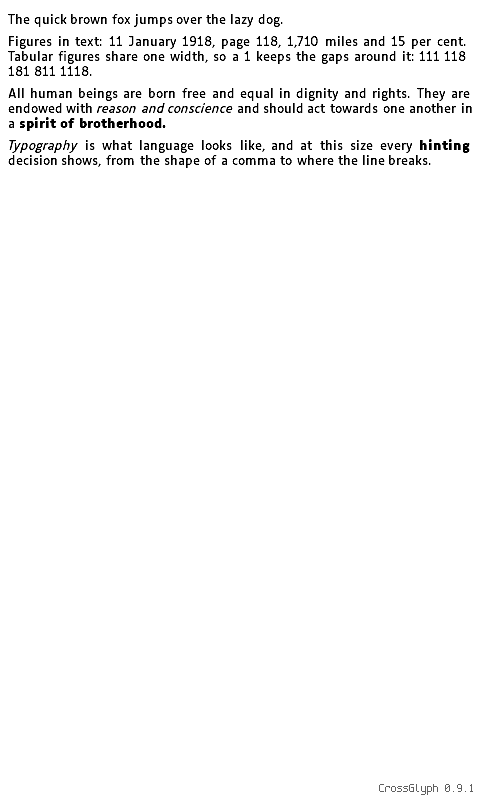 The quick brown fox jumps over the lazy dog.
Figures in text: 11 January 1918, page 118, 1,710 miles and 15 per cent.
Tabular figures share one width, so a 1 keeps the gaps around it: 111 118
181 811 1118.
All human beings are born free and equal in dignity and rights. They are
endowed with reason and conscience and should act towards one another in
a spirit of brotherhood.
Typography is what language looks like, and at this size every hinting
decision shows, from the shape of a comma to where the line breaks.
CrossGlyph 0.9.1